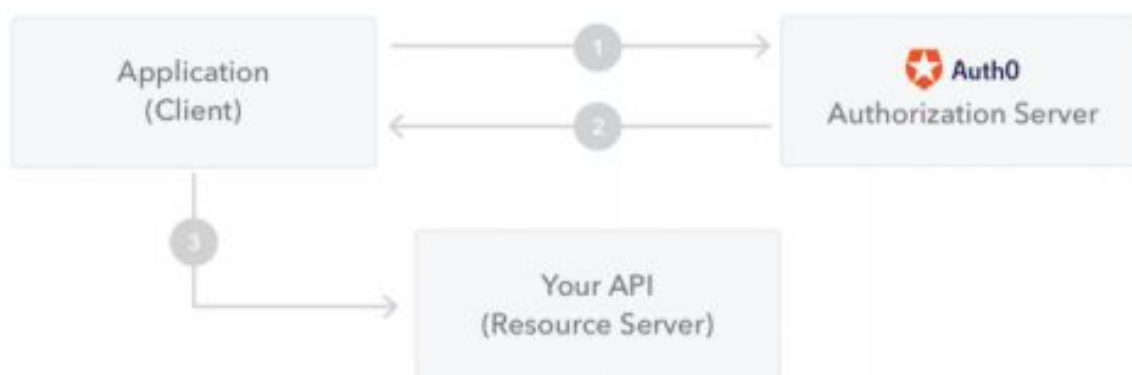 Application
(Client)
1
Auth0
Authorization Server
2
3
Your API
(Resource Server)